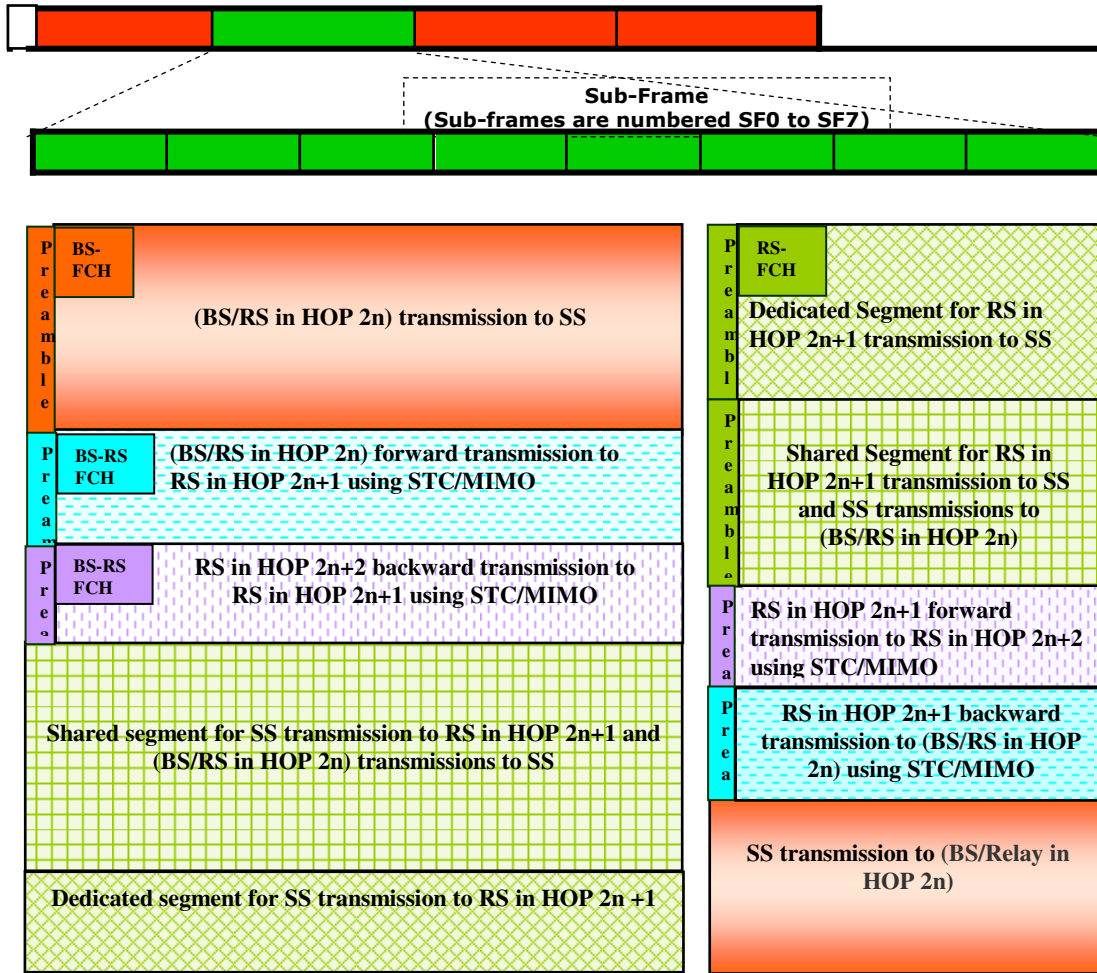 Sub-Frame
(Sub-frames are numbered SF0 to SF7)
Preamble
BS-
FCH
(BS/RS in HOP 2n) transmission to SS
Pream
BS-RS
FCH
(BS/RS in HOP 2n) forward transmission to
RS in HOP 2n+1 using STC/MIMO
Prea
BS-RS
FCH
RS in HOP 2n+2 backward transmission to
RS in HOP 2n+1 using STC/MIMO
Shared segment for SS transmission to RS in HOP 2n+1 and
(BS/RS in HOP 2n) transmissions to SS
Dedicated segment for SS transmission to RS in HOP 2n +1
Preambl
RS-
FCH
Dedicated Segment for RS in
HOP 2n+1 transmission to SS
Preamble
Shared Segment for RS in
HOP 2n+1 transmission to SS
and SS transmissions to
(BS/RS in HOP 2n)
Prea
RS in HOP 2n+1 forward
transmission to RS in HOP 2n+2
using STC/MIMO
Prea
RS in HOP 2n+1 backward
transmission to (BS/RS in HOP
2n) using STC/MIMO
SS transmission to (BS/Relay in
HOP 2n)